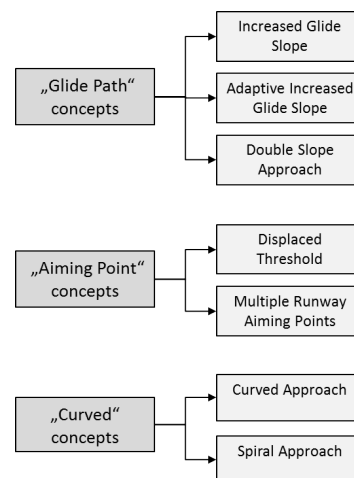 Increased Glide
Slope
„Glide Path“
concepts
Adaptive Increased
Glide Slope
Double Slope
Approach
„Aiming Point“
concepts
Displaced
Threshold
Multiple Runway
Aiming Points
„Curved“
concepts
Curved Approach
Spiral Approach